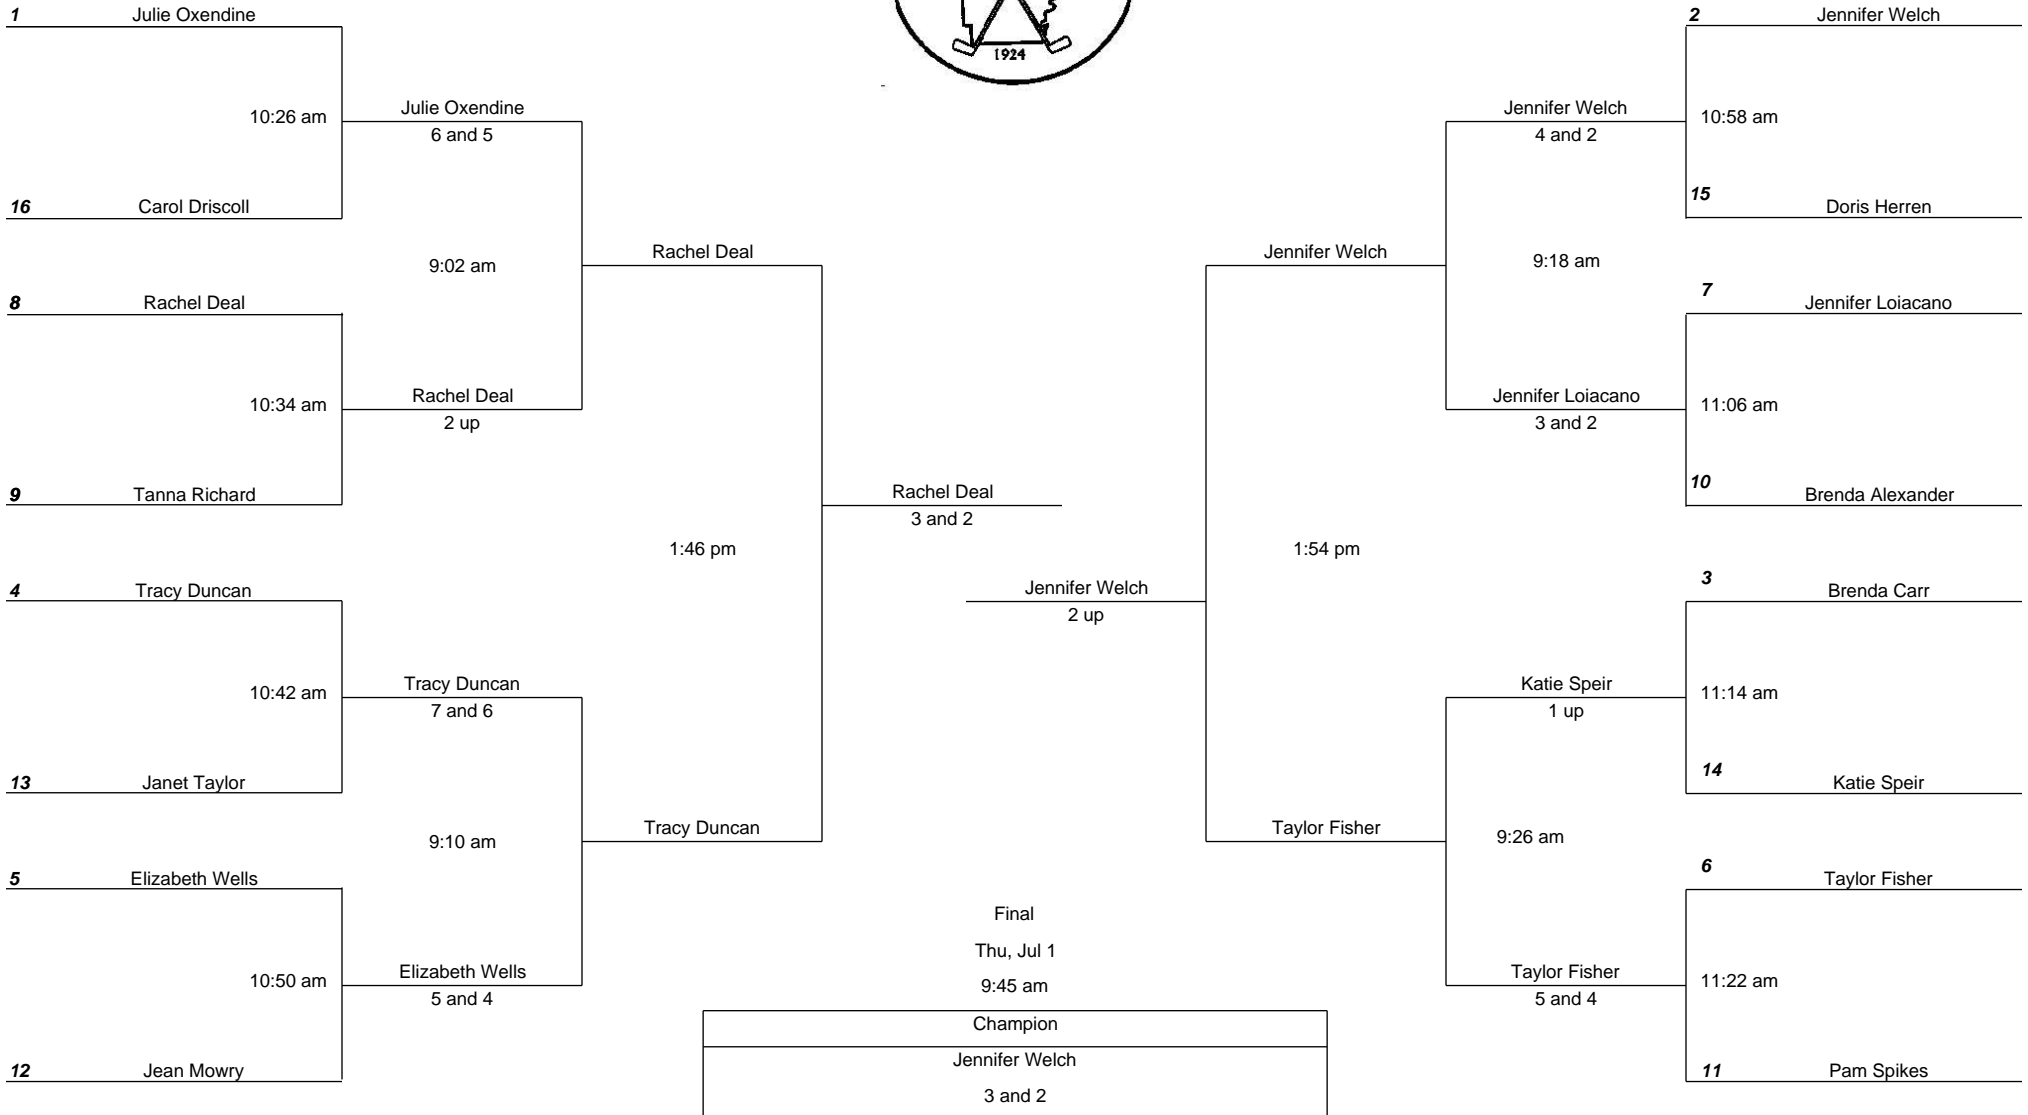 1 Julie Oxendine
10:26 am
16 Carol Driscoll
8 Rachel Deal
10:34 am
9 Tanna Richard
4 Tracy Duncan
10:42 am
13 Janet Taylor
5 Elizabeth Wells
10:50 am
12 Jean Mowry
Julie Oxendine
6 and 5
9:02 am
Rachel Deal
2 up
Tracy Duncan
7 and 6
9:10 am
Elizabeth Wells
5 and 4
Rachel Deal
1:46 pm
Tracy Duncan
Rachel Deal
3 and 2
1924
Jennifer Welch
2 up
Jennifer Welch
1:54 pm
Taylor Fisher
Jennifer Welch
4 and 2
9:18 am
Jennifer Loiacano
3 and 2
Katie Speir
1 up
9:26 am
Taylor Fisher
5 and 4
2 Jennifer Welch
10:58 am
15 Doris Herren
7 Jennifer Loiacano
11:06 am
10 Brenda Alexander
3 Brenda Carr
11:14 am
14 Katie Speir
6 Taylor Fisher
11:22 am
11 Pam Spikes
Final
Thu, Jul 1
9:45 am
Champion
Jennifer Welch
3 and 2